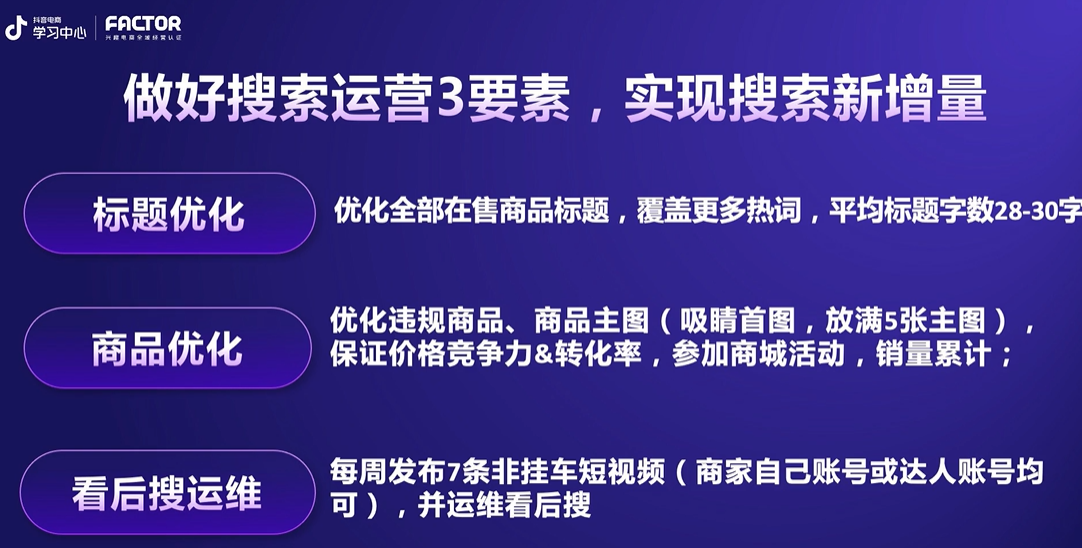 抖音电商
学习中心
FACTOR
兴趣电商全域经营认证
做好搜索运营3要素，实现搜索新增量
标题优化
优化全部在售商品标题，覆盖更多热词，平均标题字数28-30字
商品优化
优化违规商品、商品主图（吸睛首图，放满5张主图），
保证价格竞争力&转化率，参加商城活动，销量累计；
看后搜运维
每周发布7条非挂车短视频（商家自己账号或达人账号均
可），并运维看后搜